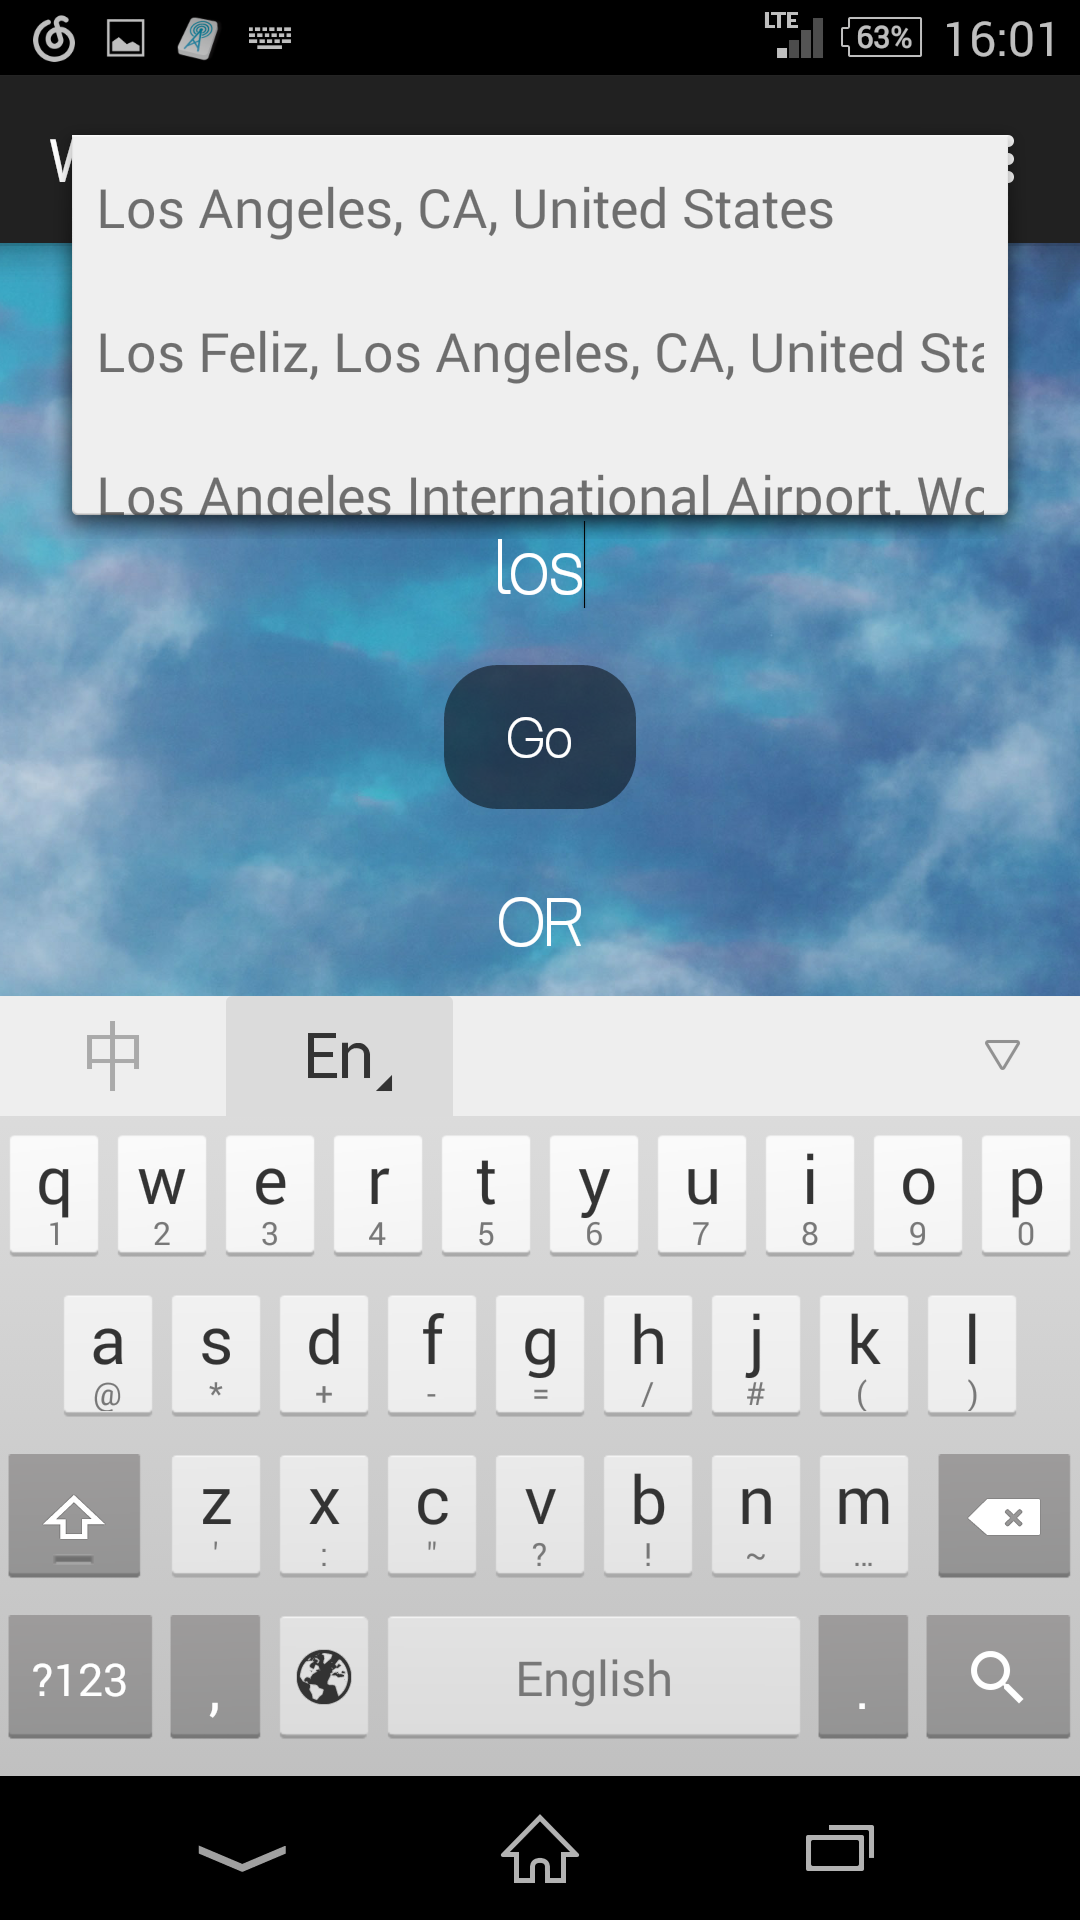 LTE 63% 16:01
Los Angeles, CA, United States
Los Feliz, Los Angeles, CA, United Sta
Los Angeles International Airport, Wo
los
Go
OR
中 En
q w e r t y u i o p
1 2 3 4 5 6 7 8 9 0
a s d f g h j k l
@ * + - = / # ( )
z x c v b n m
' : " ? ! ~ ...
?123 , English .